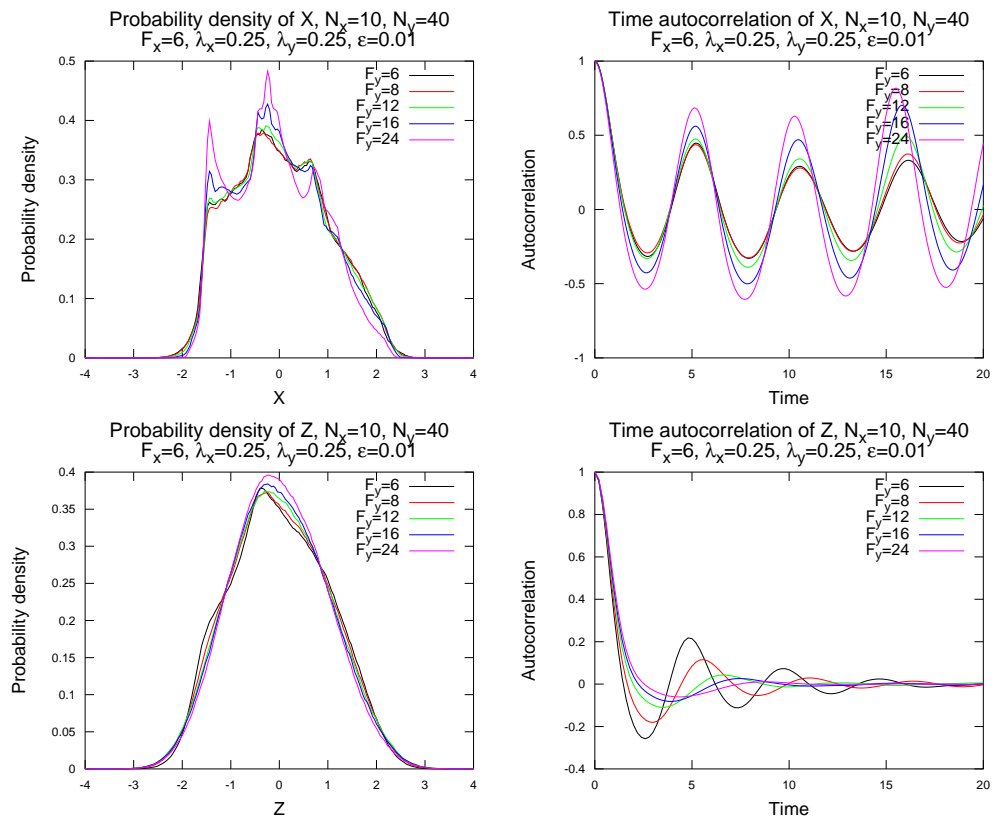 Probability density of X, N_x=10, N_y=40
F_x=6, λ_x=0.25, λ_y=0.25, ε=0.01
Probability density
0.5
0.4
0.3
0.2
0.1
0
F_y=6
F_y=8
F_y=12
F_y=16
F_y=24
-4 -3 -2 -1 0 1 2 3 4
X
Time autocorrelation of X, N_x=10, N_y=40
F_x=6, λ_x=0.25, λ_y=0.25, ε=0.01
Autocorrelation
1
0.5
0
-0.5
-1
F_y=6
F_y=8
F_y=12
F_y=16
F_y=24
0 5 10 15 20
Time
Probability density of Z, N_x=10, N_y=40
F_x=6, λ_x=0.25, λ_y=0.25, ε=0.01
Probability density
0.4
0.35
0.3
0.25
0.2
0.15
0.1
0.05
0
F_y=6
F_y=8
F_y=12
F_y=16
F_y=24
-4 -3 -2 -1 0 1 2 3 4
Z
Time autocorrelation of Z, N_x=10, N_y=40
F_x=6, λ_x=0.25, λ_y=0.25, ε=0.01
Autocorrelation
1
0.8
0.6
0.4
0.2
0
-0.2
-0.4
F_y=6
F_y=8
F_y=12
F_y=16
F_y=24
0 5 10 15 20
Time